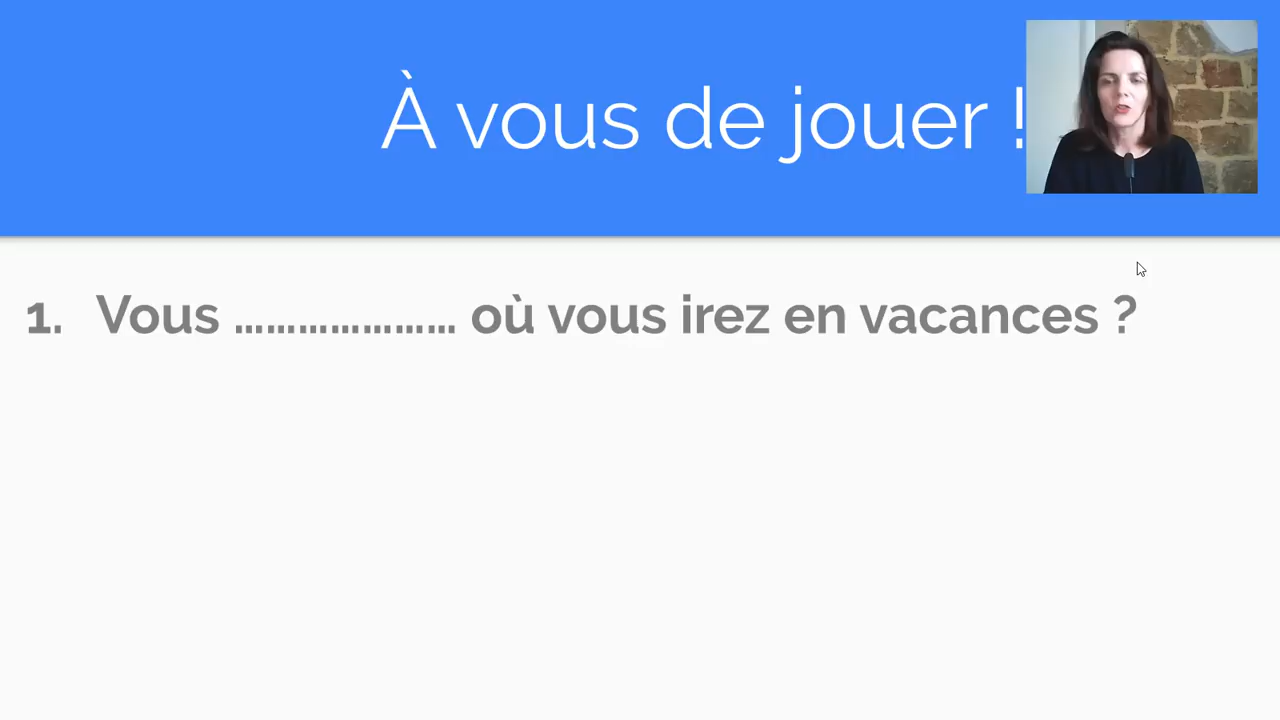 À vous de jouer !
1. Vous ..................... où vous irez en vacances ?